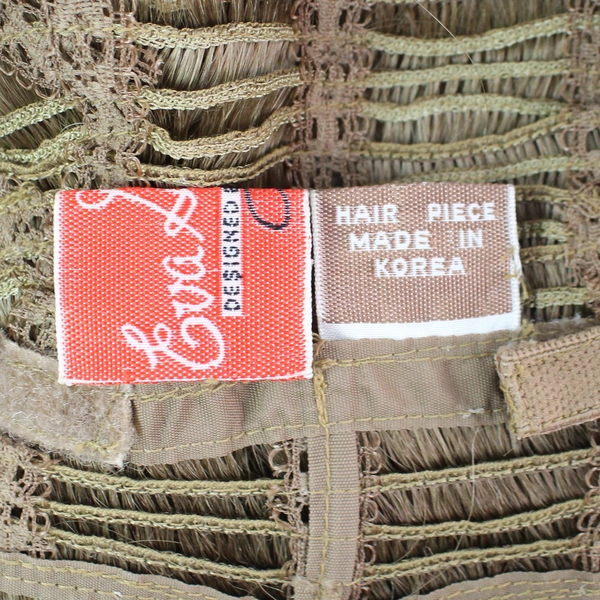 Eva
DESIGNED
HAIR PIECE
MADE IN
KOREA